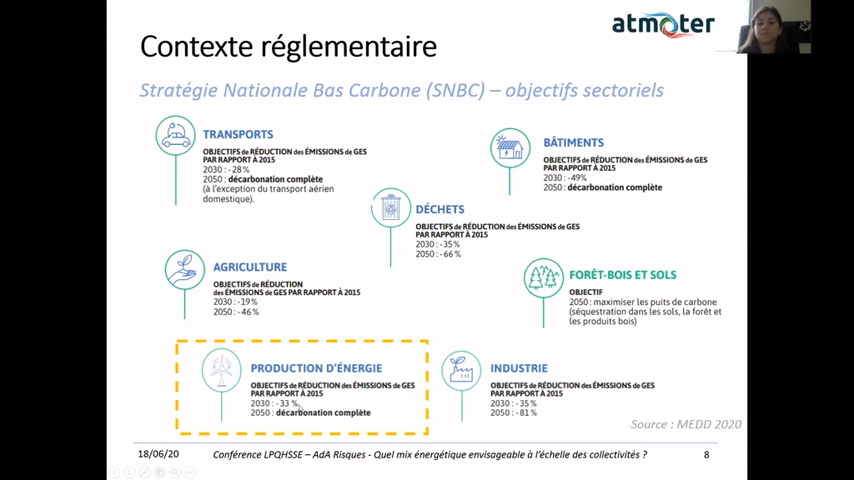 atmoter
Contexte réglementaire
Stratégie Nationale Bas Carbone (SNBC) – objectifs sectoriels
TRANSPORTS
OBJECTIFS de RÉDUCTION des ÉMISSIONS de GES
PAR RAPPORT À 2015
2030 : -28 %
2050 : décarbonation complète
(à l'exception du transport aérien
domestique).
BÂTIMENTS
OBJECTIFS de RÉDUCTION des ÉMISSIONS de GES
PAR RAPPORT À 2015
2030 : -49%
2050 : décarbonation complète
DÉCHETS
OBJECTIFS de RÉDUCTION des ÉMISSIONS de GES
PAR RAPPORT À 2015
2030 : -35 %
2050 : -66 %
AGRICULTURE
OBJECTIFS de RÉDUCTION
des ÉMISSIONS de GES PAR RAPPORT À 2015
2030 : -19 %
2050 : -46 %
FORÊT-BOIS ET SOLS
OBJECTIF
2050 : maximiser les puits de carbone
(séquestration dans les sols, la forêt et
les produits bois)
PRODUCTION D'ÉNERGIE
OBJECTIFS de RÉDUCTION des ÉMISSIONS de GES
PAR RAPPORT À 2015
2030 : -33 %
2050 : décarbonation complète
INDUSTRIE
OBJECTIFS de RÉDUCTION des ÉMISSIONS de GES
PAR RAPPORT À 2015
2030 : -35 %
2050 : -81 %
Source : MEDD 2020
18/06/20
Conférence LPQHSSE – AdA Risques - Quel mix énergétique envisageable à l'échelle des collectivités ?
8